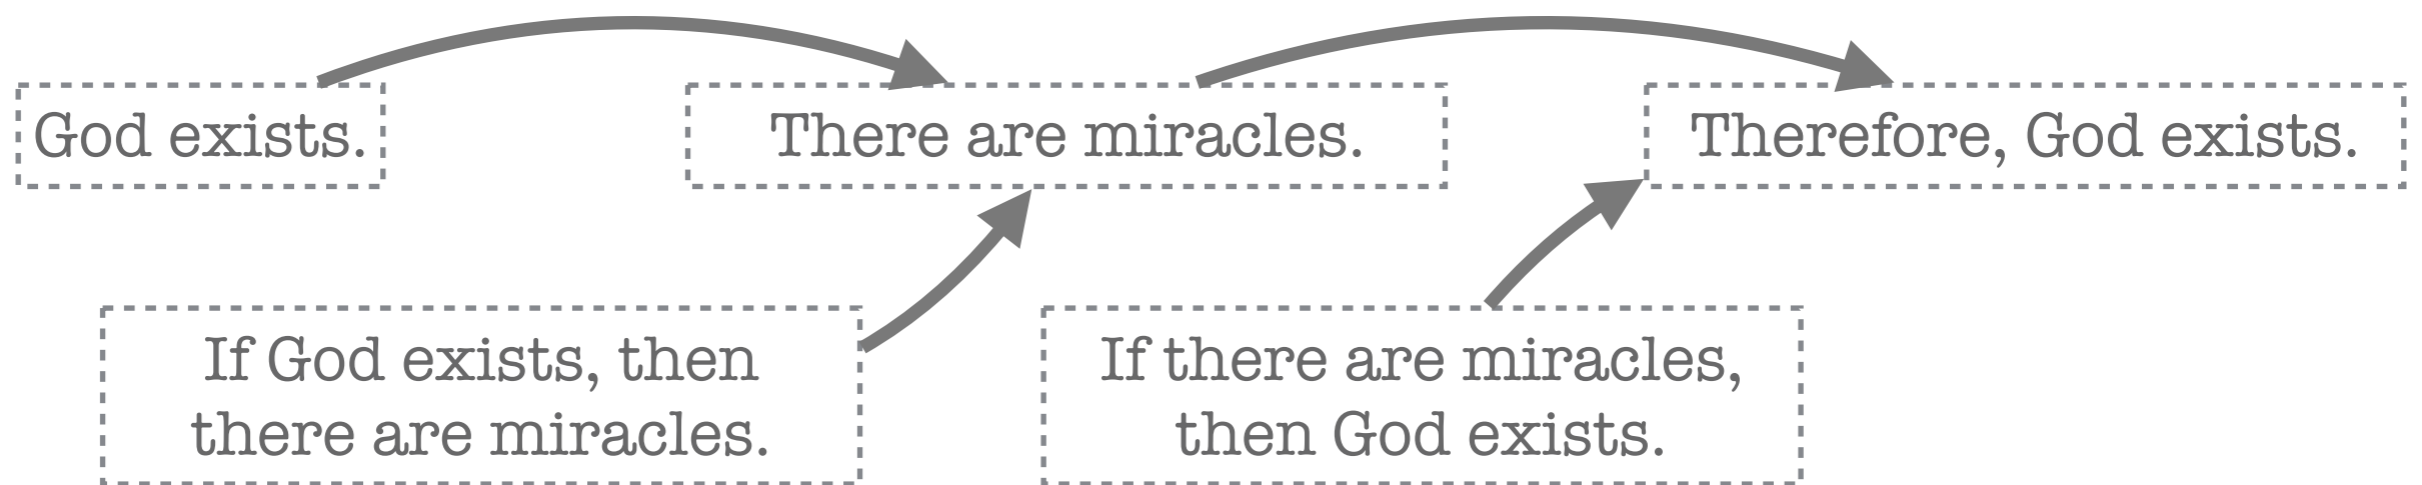 God exists.
There are miracles.
Therefore, God exists.
If God exists, then
there are miracles.
If there are miracles,
then God exists.